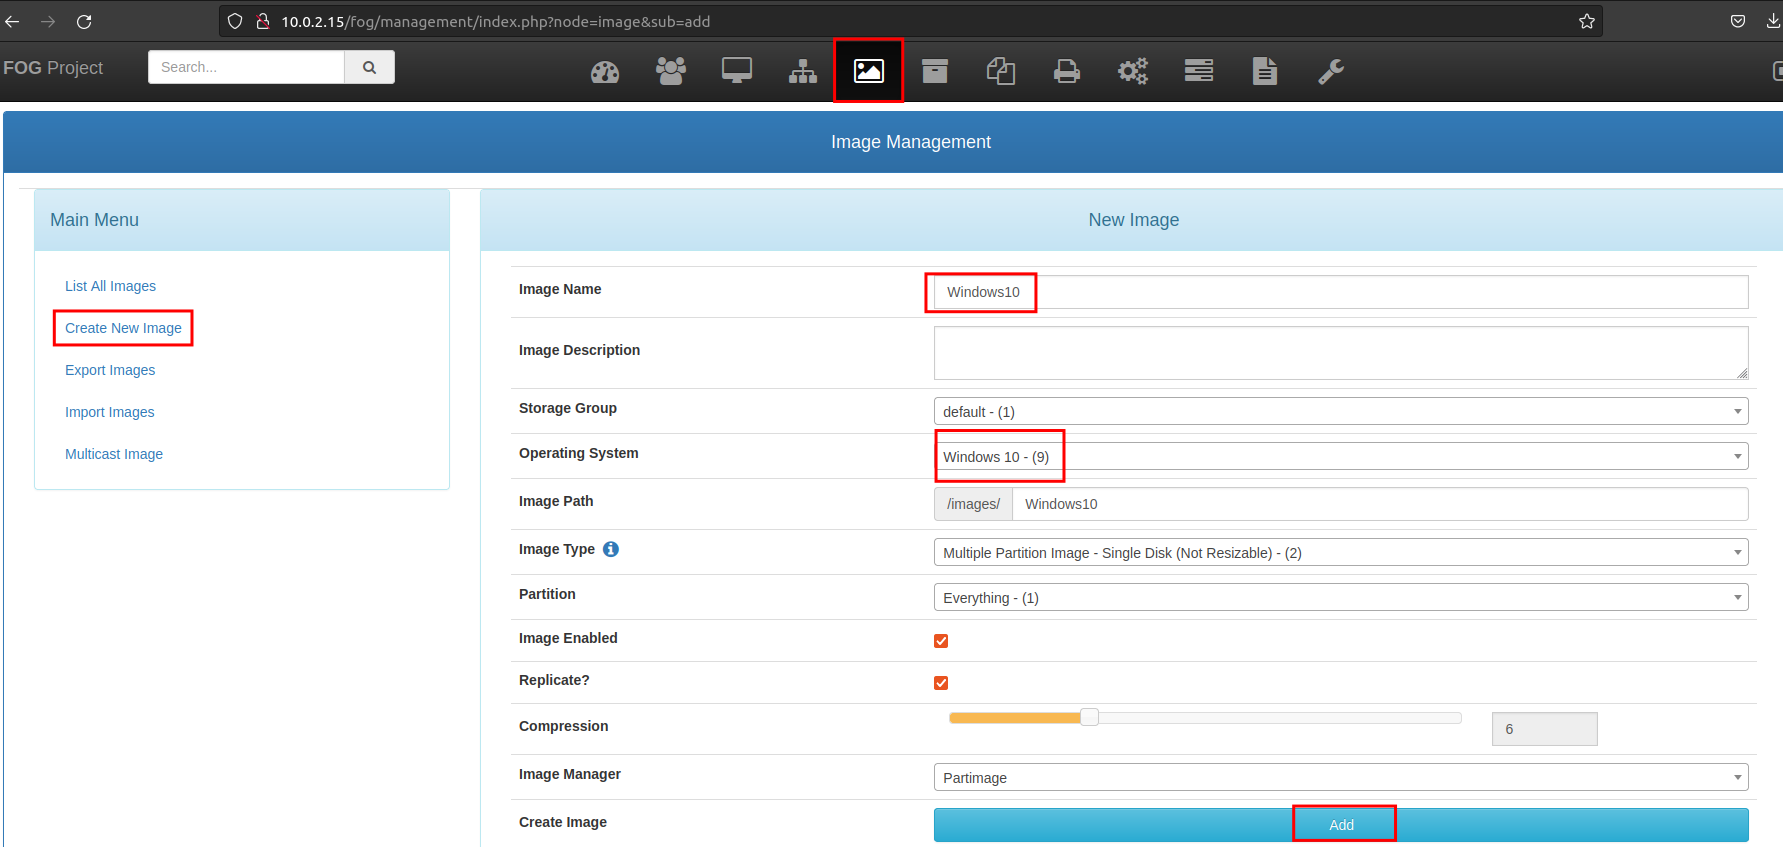 10.0.2.15/fog/management/index.php?node=image&sub=add
FOG Project
Search...
Image Management
Main Menu
List All Images
Create New Image
Export Images
Import Images
Multicast Image
New Image
Image Name
Windows10
Image Description
Storage Group
default - (1)
Operating System
Windows 10 - (9)
Image Path
/images/ Windows10
Image Type
Multiple Partition Image - Single Disk (Not Resizable) - (2)
Partition
Everything - (1)
Image Enabled
Replicate?
Compression
6
Image Manager
Partimage
Create Image
Add